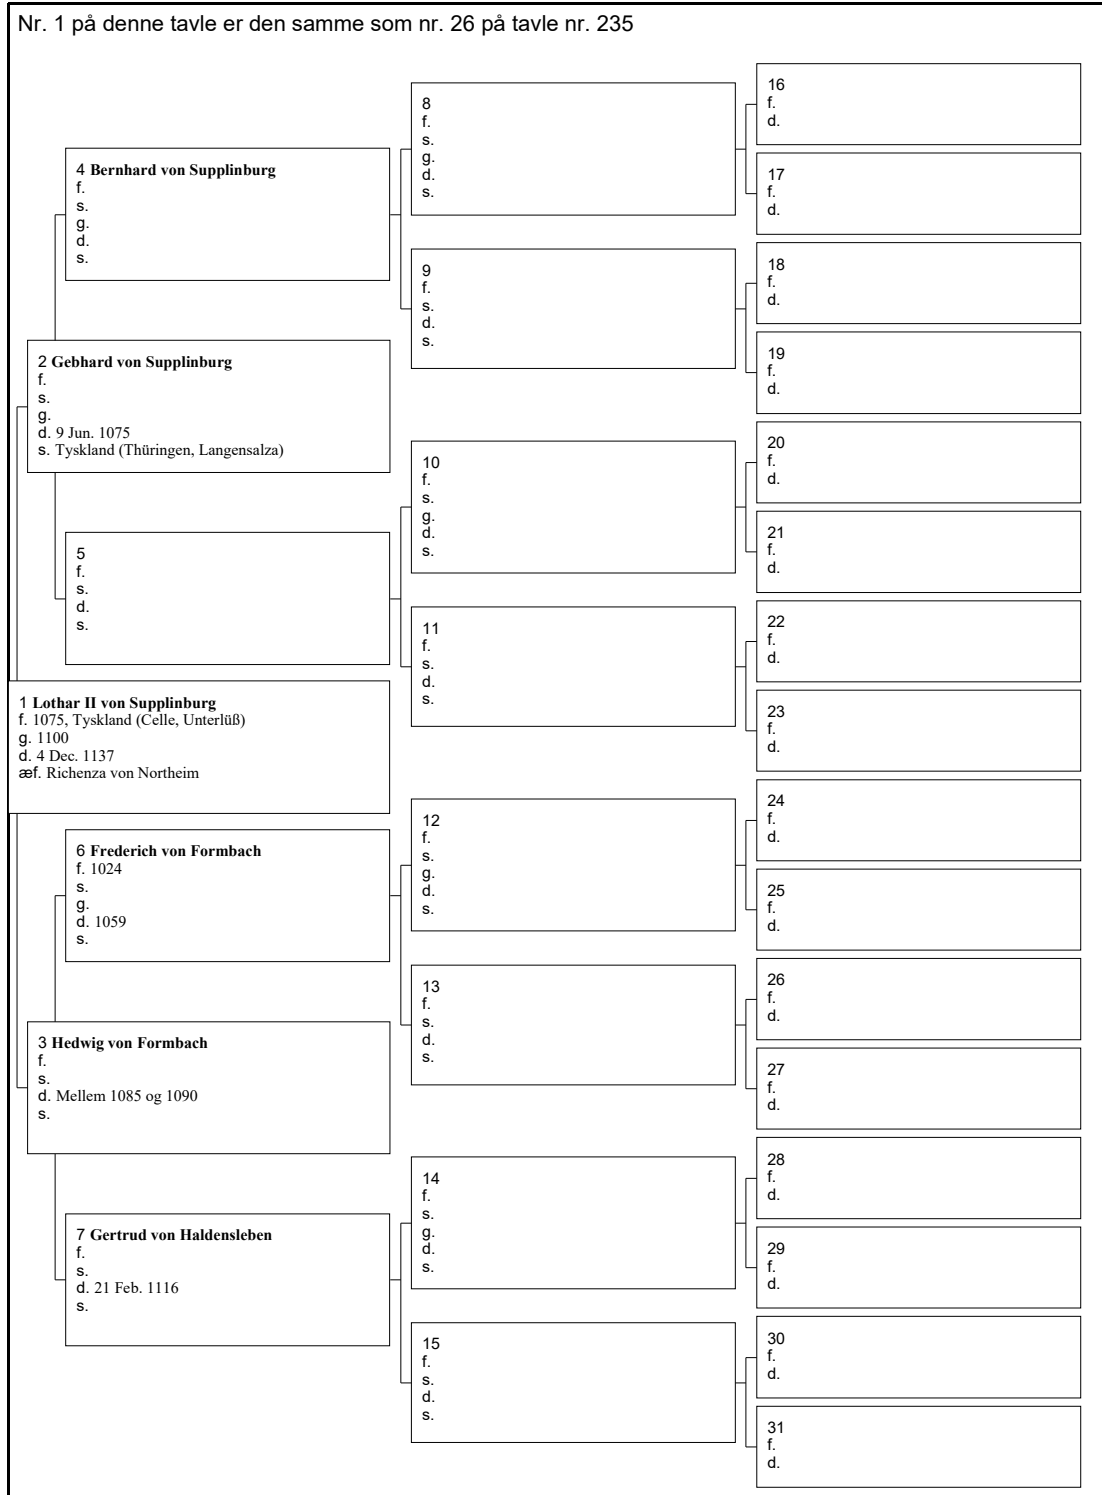 Nr. 1 på denne tavle er den samme som nr. 26 på tavle nr. 235
4 Bernhard von Supplinburg
f.
s.
g.
d.
s.
2 Gebhard von Supplinburg
f.
s.
g.
d. 9 Jun. 1075
s. Tyskland (Thüringen, Langensalza)
5
f.
s.
d.
s.
1 Lothar II von Supplinburg
f. 1075, Tyskland (Celle, Unterlüß)
g. 1100
d. 4 Dec. 1137
æf. Richenza von Northeim
6 Frederich von Formbach
f. 1024
s.
g.
d. 1059
s.
3 Hedwig von Formbach
f.
s.
d. Mellem 1085 og 1090
s.
7 Gertrud von Haldensleben
f.
s.
d. 21 Feb. 1116
s.
8
f.
s.
g.
d.
s.
9
f.
s.
d.
s.
10
f.
s.
g.
d.
s.
11
f.
s.
d.
s.
12
f.
s.
g.
d.
s.
13
f.
s.
d.
s.
14
f.
s.
g.
d.
s.
15
f.
s.
d.
s.
16
f.
d.
17
f.
d.
18
f.
d.
19
f.
d.
20
f.
d.
21
f.
d.
22
f.
d.
23
f.
d.
24
f.
d.
25
f.
d.
26
f.
d.
27
f.
d.
28
f.
d.
29
f.
d.
30
f.
d.
31
f.
d.